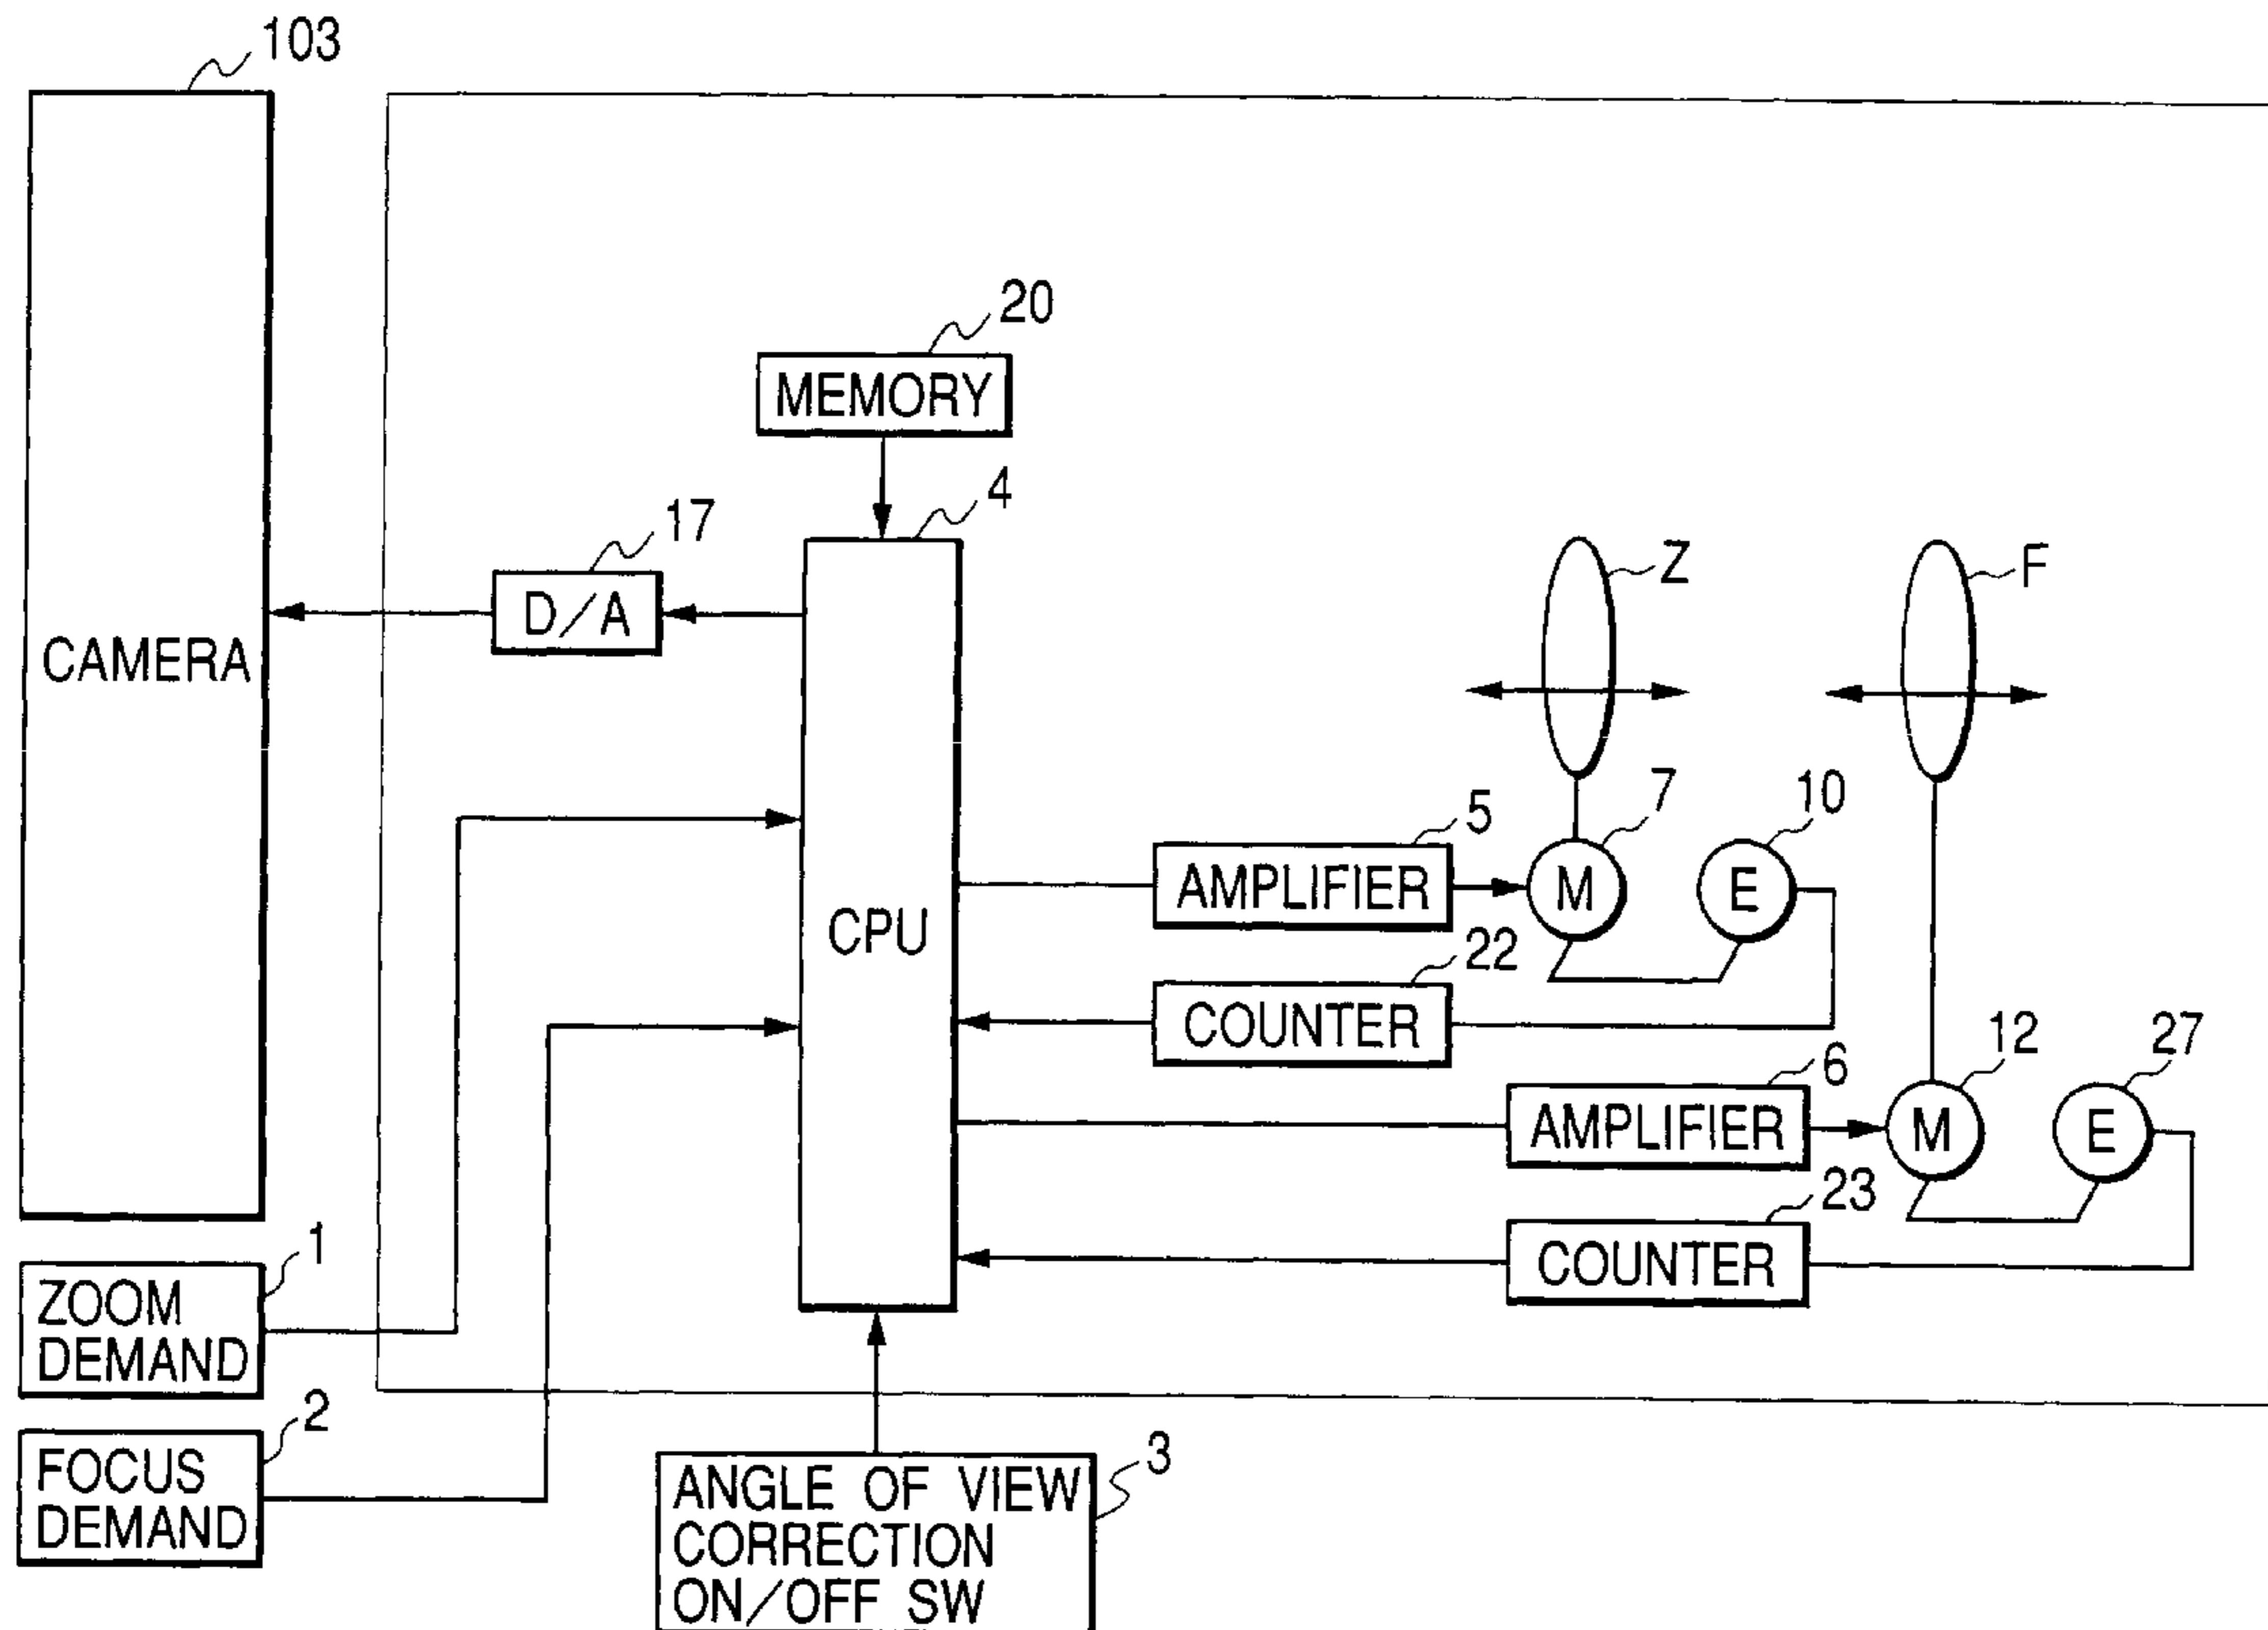 103
20
MEMORY
4
17
D/A
CAMERA
Z
F
5
7
10
AMPLIFIER
M
E
CPU
22
COUNTER
6
12
27
AMPLIFIER
M
E
23
COUNTER
1
ZOOM
DEMAND
2
FOCUS
DEMAND
3
ANGLE OF VIEW
CORRECTION
ON/OFF SW